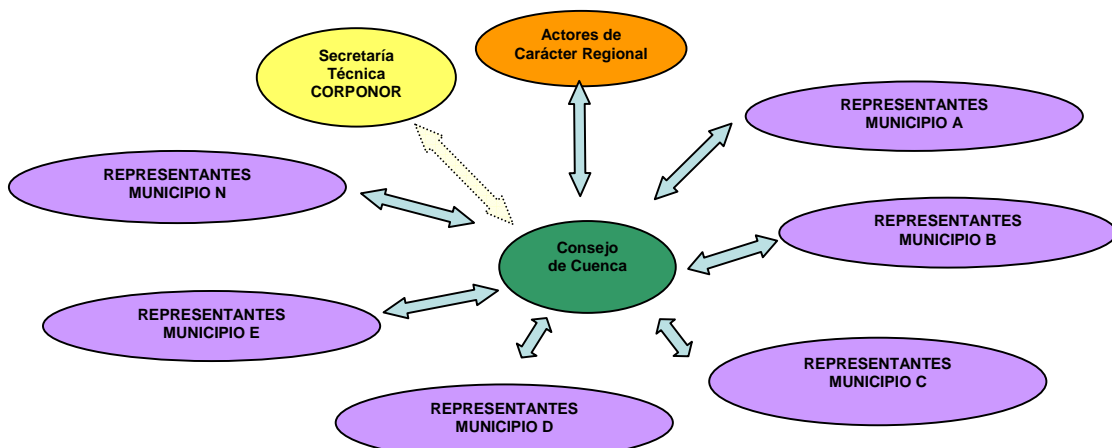 Secretaría
Técnica
CORPONOR
Actores de
Carácter Regional
REPRESENTANTES
MUNICIPIO A
REPRESENTANTES
MUNICIPIO N
REPRESENTANTES
MUNICIPIO B
Consejo
de Cuenca
REPRESENTANTES
MUNICIPIO E
REPRESENTANTES
MUNICIPIO C
REPRESENTANTES
MUNICIPIO D